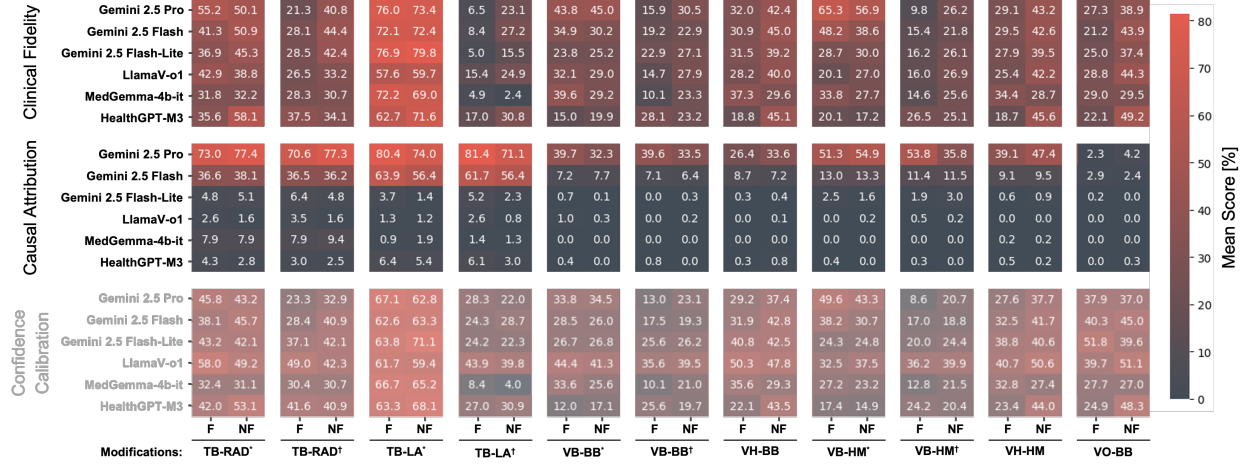 Clinical Fidelity
Gemini 2.5 Pro 55.2 50.1 21.3 40.8 76.0 73.4 6.5 23.1 43.8 45.0 15.9 30.5 32.0 42.4 65.3 56.9 9.8 26.2 29.1 43.2 27.3 38.9
Gemini 2.5 Flash 41.3 50.9 28.1 44.4 72.1 72.4 8.4 27.2 34.9 30.2 19.2 22.9 30.9 45.0 48.2 38.6 15.4 21.8 29.5 42.6 21.2 43.9
Gemini 2.5 Flash-Lite 36.9 45.3 28.5 42.4 76.9 79.8 5.0 15.5 23.8 25.2 22.9 27.1 31.5 39.2 28.7 30.0 16.2 26.1 27.9 39.5 25.0 37.4
LlamaV-o1 42.9 38.8 26.5 33.2 57.6 59.7 15.4 24.9 32.1 29.0 14.7 27.9 28.2 40.0 20.1 27.0 16.0 26.9 25.4 42.2 28.8 44.3
MedGemma-4b-it 31.8 32.2 28.3 30.7 72.2 69.0 4.9 2.4 39.6 29.2 10.1 23.3 37.3 29.6 33.8 27.7 14.6 25.6 34.4 28.7 29.0 29.5
HealthGPT-M3 35.6 58.1 37.5 34.1 62.7 71.6 17.0 30.8 15.0 19.9 28.1 23.2 18.8 45.1 20.1 17.2 26.5 25.1 18.7 45.6 22.1 49.2
Causal Attribution
Gemini 2.5 Pro 73.0 77.4 70.6 77.3 80.4 74.0 81.4 71.1 39.7 32.3 39.6 33.5 26.4 33.6 51.3 54.9 53.8 35.8 39.1 47.4 2.3 4.2
Gemini 2.5 Flash 36.6 38.1 36.5 36.2 63.9 56.4 61.7 56.4 7.2 7.7 7.1 6.4 8.7 7.2 13.0 13.3 11.4 11.5 9.1 9.5 2.9 2.4
Gemini 2.5 Flash-Lite 4.8 5.1 6.4 4.8 3.7 1.4 5.2 2.3 0.7 0.1 0.0 0.3 0.3 0.4 2.5 1.6 1.9 3.0 0.6 0.9 0.2 0.0
LlamaV-o1 2.6 1.6 3.5 1.6 1.3 1.2 2.6 0.8 1.0 0.3 0.0 0.2 0.0 0.1 0.0 0.2 0.5 0.2 0.0 0.0 0.0 0.0
MedGemma-4b-it 7.9 7.9 7.9 9.4 0.9 1.9 1.4 1.3 0.0 0.0 0.0 0.0 0.0 0.0 0.0 0.0 0.0 0.0 0.2 0.2 0.0 0.0
HealthGPT-M3 4.3 2.8 3.0 2.5 6.4 5.4 6.1 3.0 0.4 0.0 0.8 0.0 0.3 0.8 0.4 0.0 0.3 0.0 0.5 0.2 0.0 0.3
Confidence
Calibration
Gemini 2.5 Pro 45.8 43.2 23.3 32.9 67.1 62.8 28.3 22.0 33.8 34.5 13.0 23.1 29.2 37.4 49.6 43.3 8.6 20.7 27.6 37.7 37.9 37.0
Gemini 2.5 Flash 38.1 45.7 28.4 40.9 62.6 63.3 24.3 28.7 28.5 26.0 17.5 19.3 31.9 42.8 38.2 30.7 17.0 18.8 32.5 41.7 40.3 45.0
Gemini 2.5 Flash-Lite 43.2 42.1 37.1 42.1 63.8 71.1 24.2 22.3 26.7 26.8 25.6 26.2 40.8 42.5 24.3 24.8 20.0 24.4 38.8 40.6 51.8 39.6
LlamaV-o1 58.0 49.2 49.0 42.3 61.7 59.4 43.9 39.8 44.4 41.3 35.6 39.5 50.3 47.8 32.5 37.5 36.2 39.9 40.7 50.6 39.7 51.1
MedGemma-4b-it 32.4 31.1 30.4 30.7 66.7 65.2 8.4 4.0 33.6 25.6 10.1 21.0 35.6 29.3 27.2 23.2 12.8 21.5 32.8 27.4 27.7 27.0
HealthGPT-M3 42.0 53.1 41.6 40.9 63.3 68.1 27.0 30.9 12.0 17.1 25.6 19.7 22.1 43.5 17.4 14.9 24.2 20.4 23.4 44.0 24.9 48.3
F NF F NF F NF F NF F NF F NF F NF F NF F NF F NF F NF
Modifications: TB-RAD* TB-RAD† TB-LA* TB-LA† VB-BB* VB-BB† VH-BB VB-HM* VB-HM† VH-HM VO-BB
80
70
60
50
40
30
20
10
0
Mean Score [%]